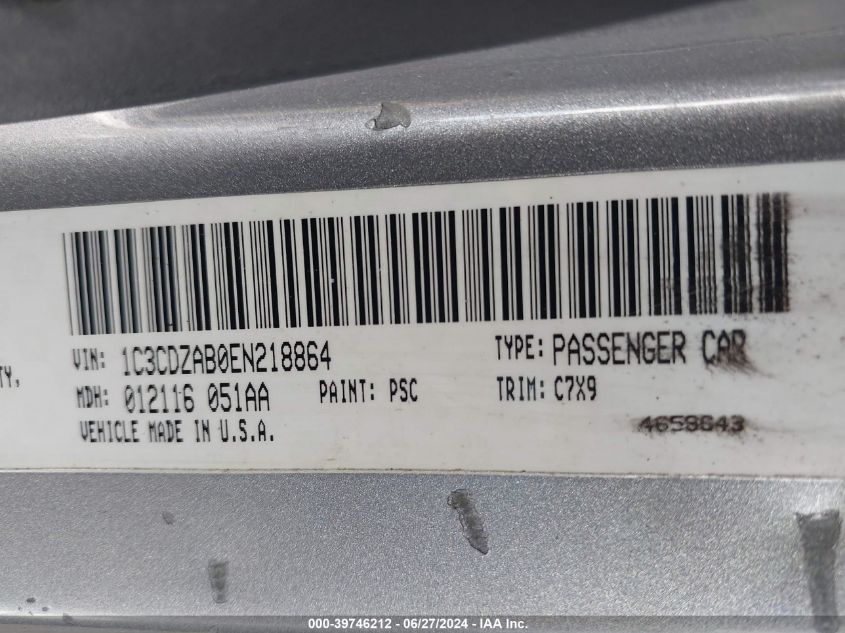 VIN: 1C3CDZAB0EN218864 TYPE: PASSENGER CAR
TY, MDH: 012116 051AA PAINT: PSC TRIM: C7X9
VEHICLE MADE IN U.S.A. 4658643
000-39746212 - 06/27/2024 - IAA Inc.